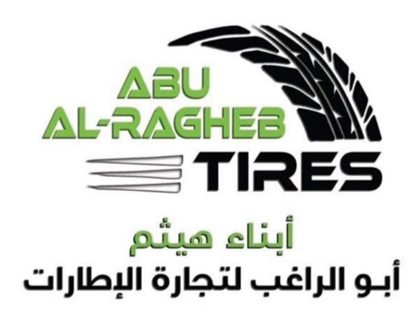 ABU
AL-RAGHEB
TIRES
أبناء هيثم
أبو الراغب لتجارة الإطارات